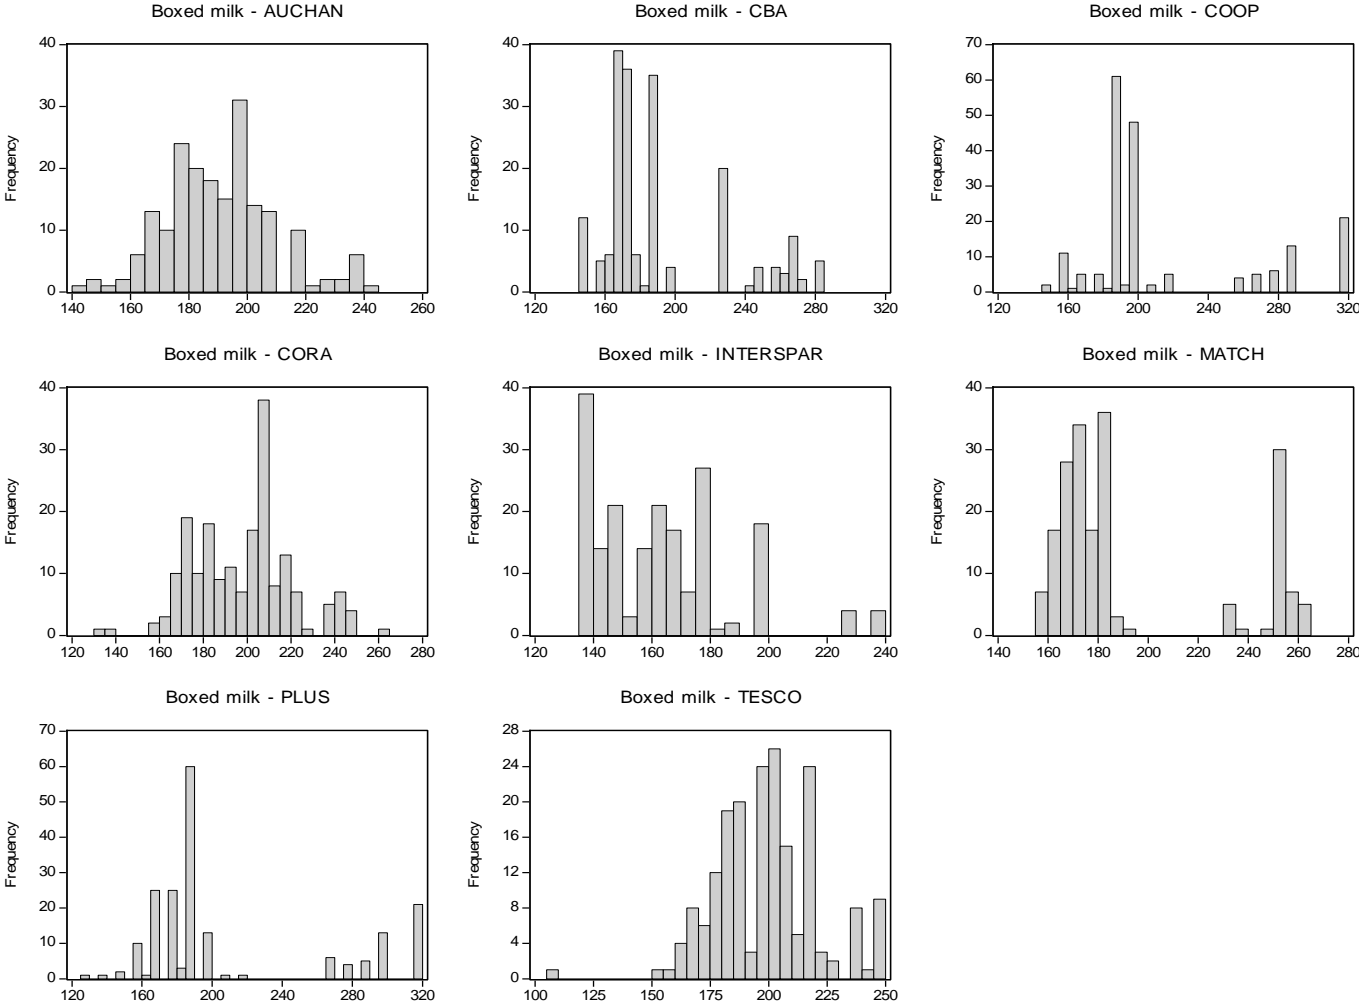 Boxed milk - AUCHAN
Frequency
40
30
20
10
0
140 160 180 200 220 240 260
Boxed milk - CBA
Frequency
40
30
20
10
0
120 160 200 240 280 320
Boxed milk - COOP
Frequency
70
60
50
40
30
20
10
0
120 160 200 240 280 320
Boxed milk - CORA
Frequency
40
30
20
10
0
120 140 160 180 200 220 240 260 280
Boxed milk - INTERSPAR
Frequency
40
30
20
10
0
120 140 160 180 200 220 240
Boxed milk - MATCH
Frequency
40
30
20
10
0
140 160 180 200 220 240 260 280
Boxed milk - PLUS
Frequency
70
60
50
40
30
20
10
0
120 160 200 240 280 320
Boxed milk - TESCO
Frequency
28
24
20
16
12
8
4
0
100 125 150 175 200 225 250